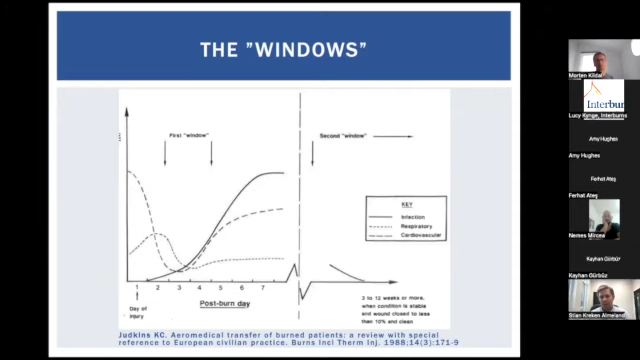 THE "WINDOWS"
First "window"
Second "window"
KEY
Infection
Respiratory
Cardiovascular
1 2 3 4 5 6 7
Day of
injury
Post-burn day
3 to 12 weeks or more,
when condition is stable
and wound closed to less
than 10% and clean
Judkins KC. Aeromedical transfer of burned patients: a review with special
reference to European civilian practice. Burns Incl Therm Inj. 1988;14(3):171-9
Morten Kildal
Interbur
Lucy Kynge, Interburns
Amy Hughes
Amy Hughes
Ferhat Ateş
Ferhat Ateş
Nemes Mircea
Kayhan Gürbüz
Kayhan Gürbüz
Stian Kreken Almeland